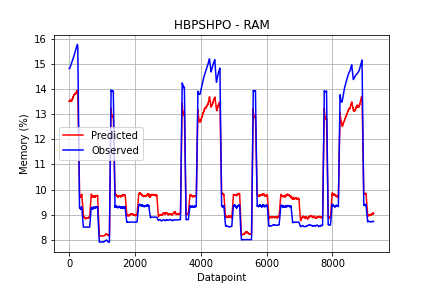 HBPSHPO - RAM
16
15
14
13
12
11
10
9
8
Memory (%)
Predicted
Observed
0
2000
4000
6000
8000
Datapoint